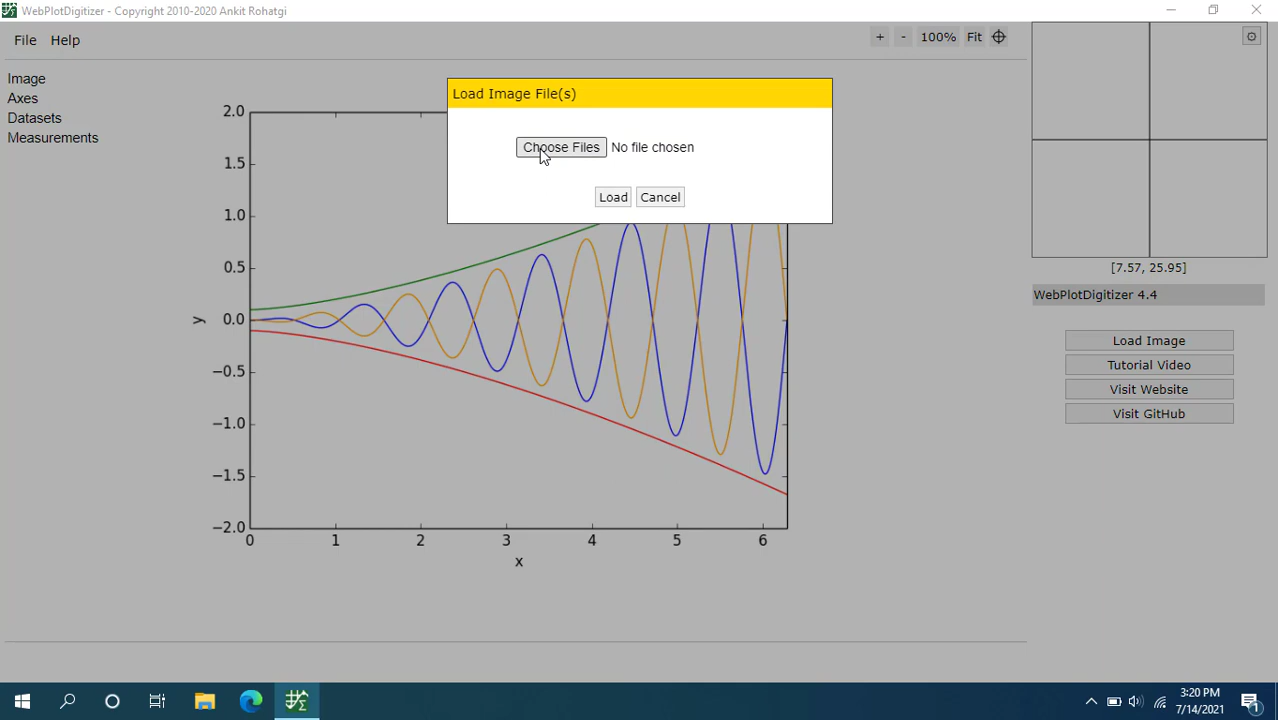 WebPlotDigitizer - Copyright 2010-2020 Ankit Rohatgi
File Help
+ - 100% Fit
Image
Axes
Datasets
Measurements
Load Image File(s)
Choose Files No file chosen
Load Cancel
2.0
1.5
1.0
0.5
0.0
−0.5
−1.0
−1.5
−2.0
y
0 1 2 3 4 5 6
x
[7.57, 25.95]
WebPlotDigitizer 4.4
Load Image
Tutorial Video
Visit Website
Visit GitHub
3:20 PM
7/14/2021
1